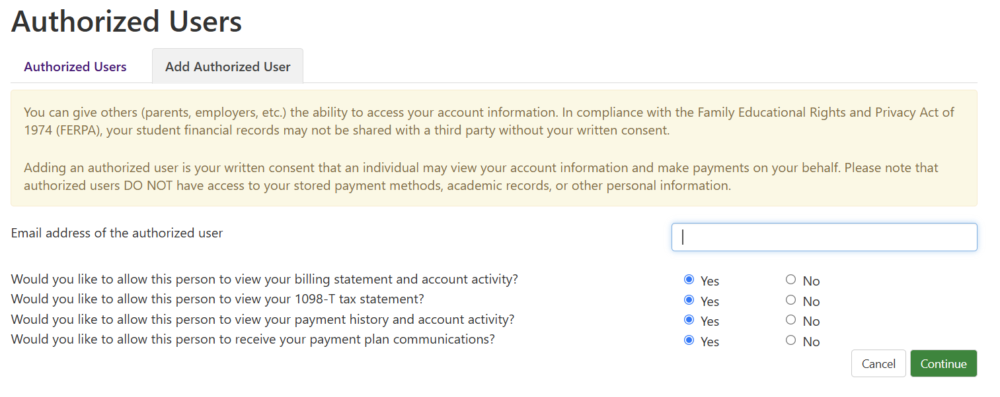 Authorized Users
Authorized Users
Add Authorized User
You can give others (parents, employers, etc.) the ability to access your account information. In compliance with the Family Educational Rights and Privacy Act of
1974 (FERPA), your student financial records may not be shared with a third party without your written consent.
Adding an authorized user is your written consent that an individual may view your account information and make payments on your behalf. Please note that
authorized users DO NOT have access to your stored payment methods, academic records, or other personal information.
Email address of the authorized user
Would you like to allow this person to view your billing statement and account activity? Yes No
Would you like to allow this person to view your 1098-T tax statement? Yes No
Would you like to allow this person to view your payment history and account activity? Yes No
Would you like to allow this person to receive your payment plan communications? Yes No
Cancel Continue